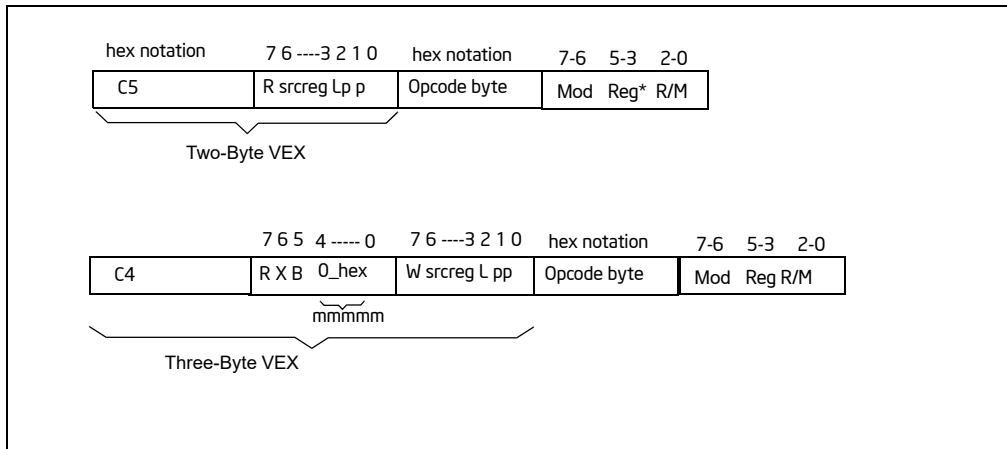 hex notation 7 6 ----3 2 1 0 hex notation 7-6 5-3 2-0
C5 R srcreg Lp p Opcode byte Mod Reg* R/M
Two-Byte VEX
7 6 5 4 ----- 0 7 6 ----3 2 1 0 hex notation 7-6 5-3 2-0
C4 R X B 0_hex W srcreg L pp Opcode byte Mod Reg R/M
mmmmm
Three-Byte VEX